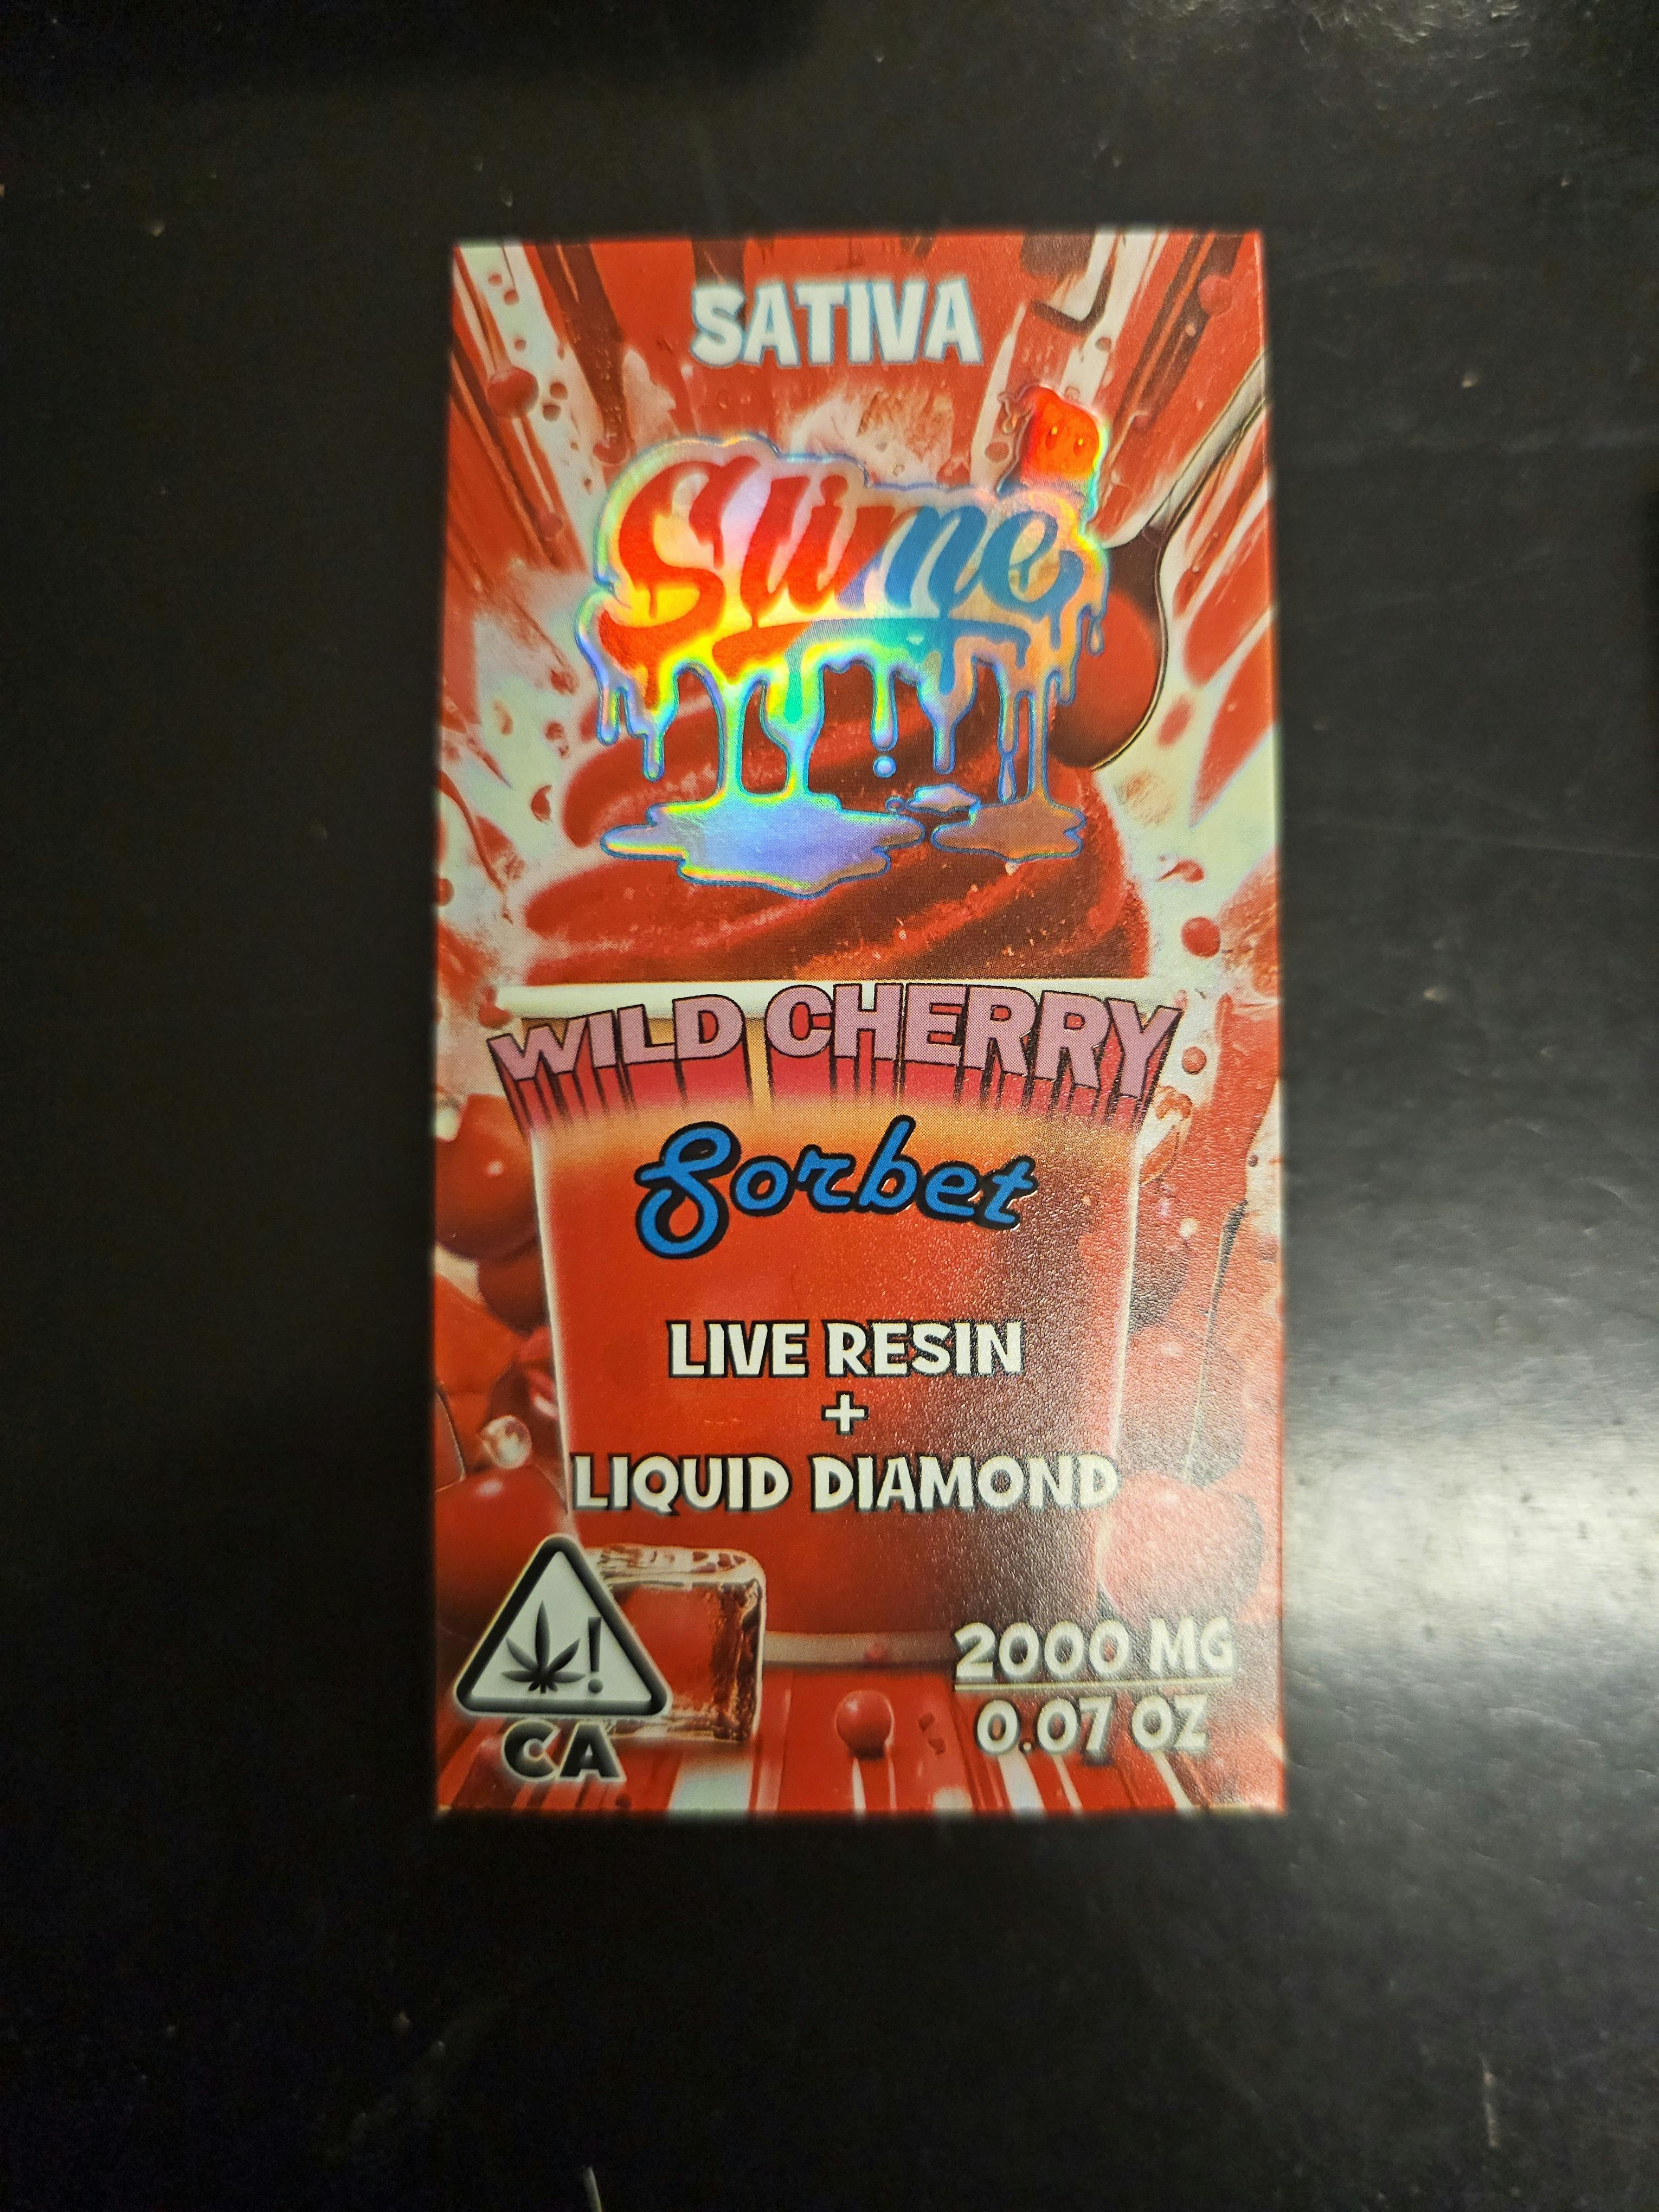 SATIVA
Slime
WILD CHERRY
Sorbet
LIVE RESIN
+
LIQUID DIAMOND
!
CA
2000 MG
0.07 OZ